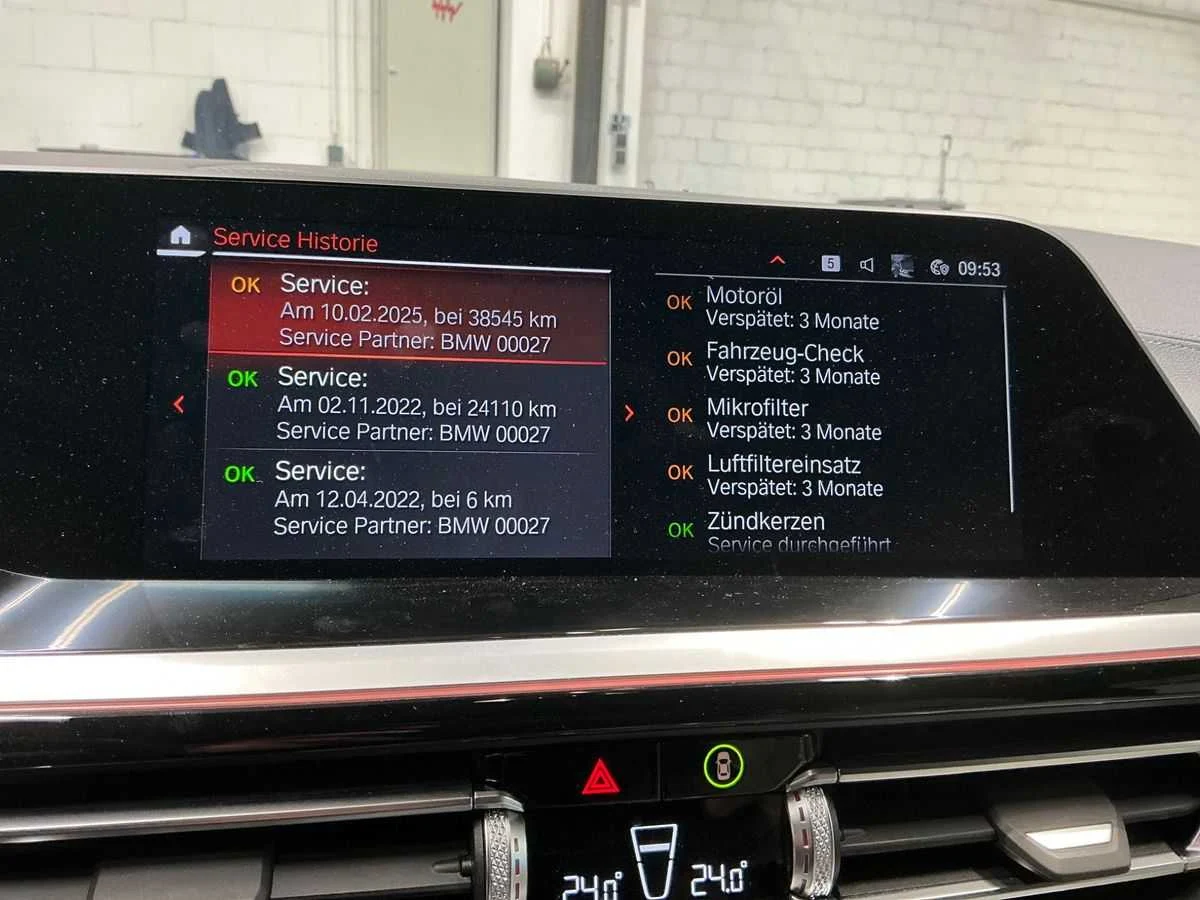 Service Historie
5
09:53
OK Service:
Am 10.02.2025, bei 38545 km
Service Partner: BMW 00027
OK Service:
Am 02.11.2022, bei 24110 km
Service Partner: BMW 00027
OK Service:
Am 12.04.2022, bei 6 km
Service Partner: BMW 00027
OK Motoröl
Verspätet: 3 Monate
OK Fahrzeug-Check
Verspätet: 3 Monate
OK Mikrofilter
Verspätet: 3 Monate
OK Luftfiltereinsatz
Verspätet: 3 Monate
OK Zündkerzen
Service durchgeführt
24.0°
24.0°